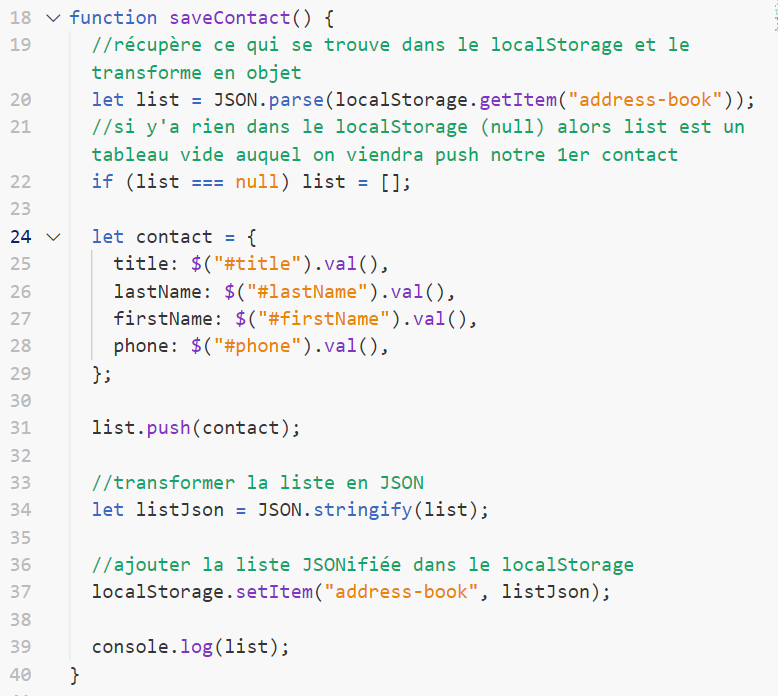 18 function saveContact() {
19 //récupère ce qui se trouve dans le localStorage et le
transforme en objet
20 let list = JSON.parse(localStorage.getItem("address-book"));
21 //si y'a rien dans le localStorage (null) alors list est un
tableau vide auquel on viendra push notre 1er contact
22 if (list === null) list = [];
23
24 let contact = {
25 title: $("#title").val(),
26 lastName: $("#lastName").val(),
27 firstName: $("#firstName").val(),
28 phone: $("#phone").val(),
29 };
30
31 list.push(contact);
32
33 //transformer la liste en JSON
34 let listJson = JSON.stringify(list);
35
36 //ajouter la liste JSONifiée dans le localStorage
37 localStorage.setItem("address-book", listJson);
38
39 console.log(list);
40 }